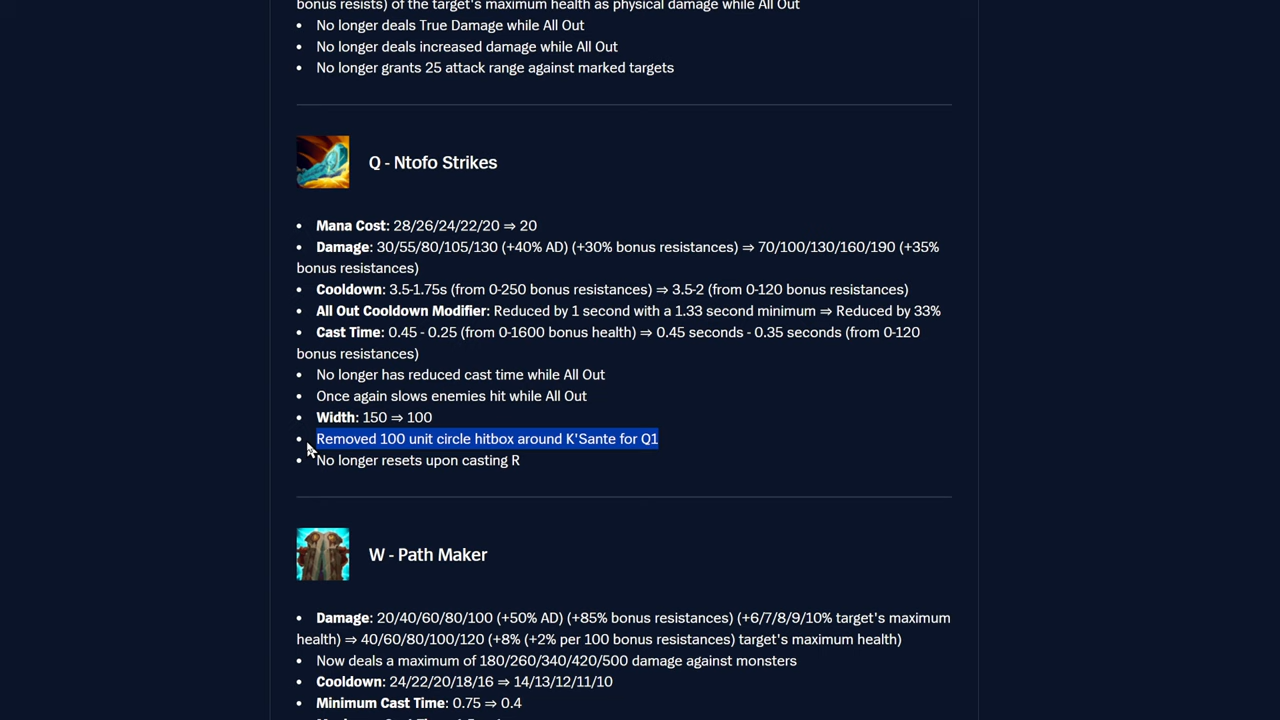 bonus resists) of the target's maximum health as physical damage while All Out
• No longer deals True Damage while All Out
• No longer deals increased damage while All Out
• No longer grants 25 attack range against marked targets
Q - Ntofo Strikes
• Mana Cost: 28/26/24/22/20 ⇒ 20
• Damage: 30/55/80/105/130 (+40% AD) (+30% bonus resistances) ⇒ 70/100/130/160/190 (+35%
bonus resistances)
• Cooldown: 3.5-1.75s (from 0-250 bonus resistances) ⇒ 3.5-2 (from 0-120 bonus resistances)
• All Out Cooldown Modifier: Reduced by 1 second with a 1.33 second minimum ⇒ Reduced by 33%
• Cast Time: 0.45 - 0.25 (from 0-1600 bonus health) ⇒ 0.45 seconds - 0.35 seconds (from 0-120
bonus resistances)
• No longer has reduced cast time while All Out
• Once again slows enemies hit while All Out
• Width: 150 ⇒ 100
• Removed 100 unit circle hitbox around K'Sante for Q1
• No longer resets upon casting R
W - Path Maker
• Damage: 20/40/60/80/100 (+50% AD) (+85% bonus resistances) (+6/7/8/9/10% target's maximum
health) ⇒ 40/60/80/100/120 (+8% (+2% per 100 bonus resistances) target's maximum health)
• Now deals a maximum of 180/260/340/420/500 damage against monsters
• Cooldown: 24/22/20/18/16 ⇒ 14/13/12/11/10
• Minimum Cast Time: 0.75 ⇒ 0.4